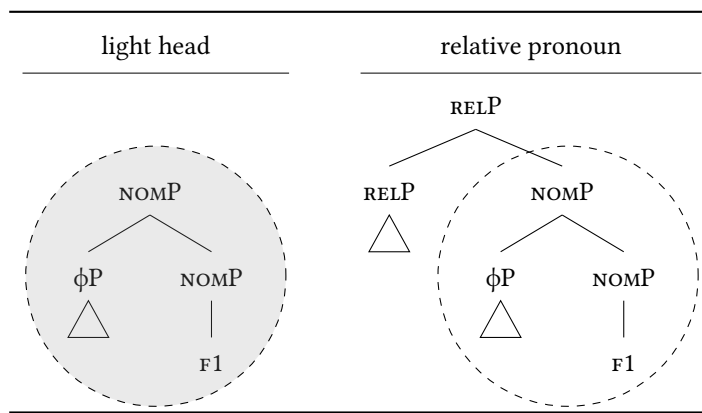 light head relative pronoun
RELP
NOMP RELP NOMP
ϕP NOMP ϕP NOMP
F1 F1